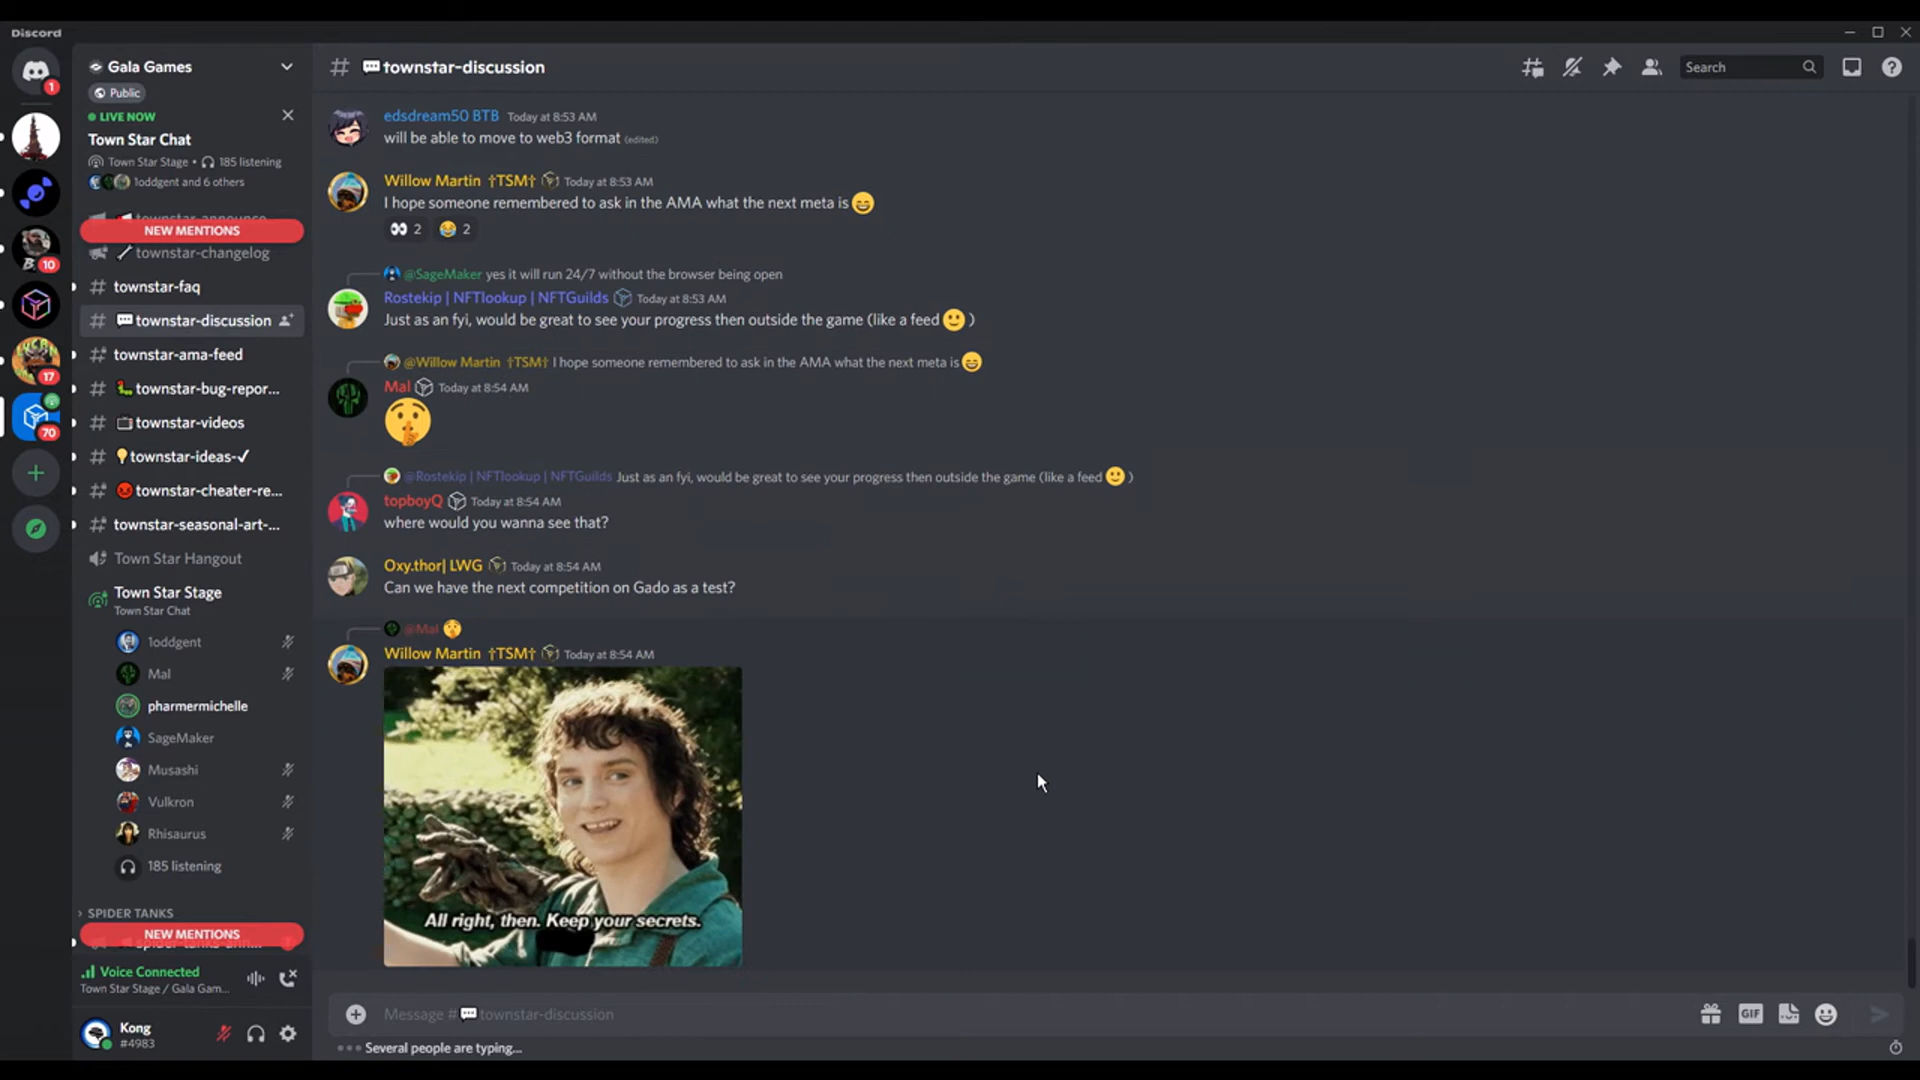 Discord
1
Gala Games
Public
LIVE NOW
Town Star Chat
Town Star Stage • 185 listening
1oddgent and 6 others
townstar-announce
NEW MENTIONS
townstar-changelog
townstar-faq
townstar-discussion
townstar-ama-feed
townstar-bug-repor...
townstar-videos
townstar-ideas-✓
townstar-cheater-re...
townstar-seasonal-art-...
Town Star Hangout
Town Star Stage
Town Star Chat
1oddgent
Mal
pharmermichelle
SageMaker
Musashi
Vulkron
Rhisaurus
185 listening
SPIDER TANKS
NEW MENTIONS
Voice Connected
Town Star Stage / Gala Gam...
Kong
#4983
10
17
70
# 💬townstar-discussion
Search
edsdream50 BTB Today at 8:53 AM
will be able to move to web3 format (edited)
Willow Martin †TSM† Today at 8:53 AM
I hope someone remembered to ask in the AMA what the next meta is 😄
👀 2 😂 2
@SageMaker yes it will run 24/7 without the browser being open
Rostekip | NFTlookup | NFTGuilds Today at 8:53 AM
Just as an fyi, would be great to see your progress then outside the game (like a feed 🙂 )
@Willow Martin †TSM† I hope someone remembered to ask in the AMA what the next meta is 😄
Mal Today at 8:54 AM
🤫
@Rostekip | NFTlookup | NFTGuilds Just as an fyi, would be great to see your progress then outside the game (like a feed 🙂 )
topboyQ Today at 8:54 AM
where would you wanna see that?
Oxy.thor| LWG Today at 8:54 AM
Can we have the next competition on Gado as a test?
@Mal 🤫
Willow Martin †TSM† Today at 8:54 AM
All right, then. Keep your secrets.
Message #💬townstar-discussion
GIF
Several people are typing...